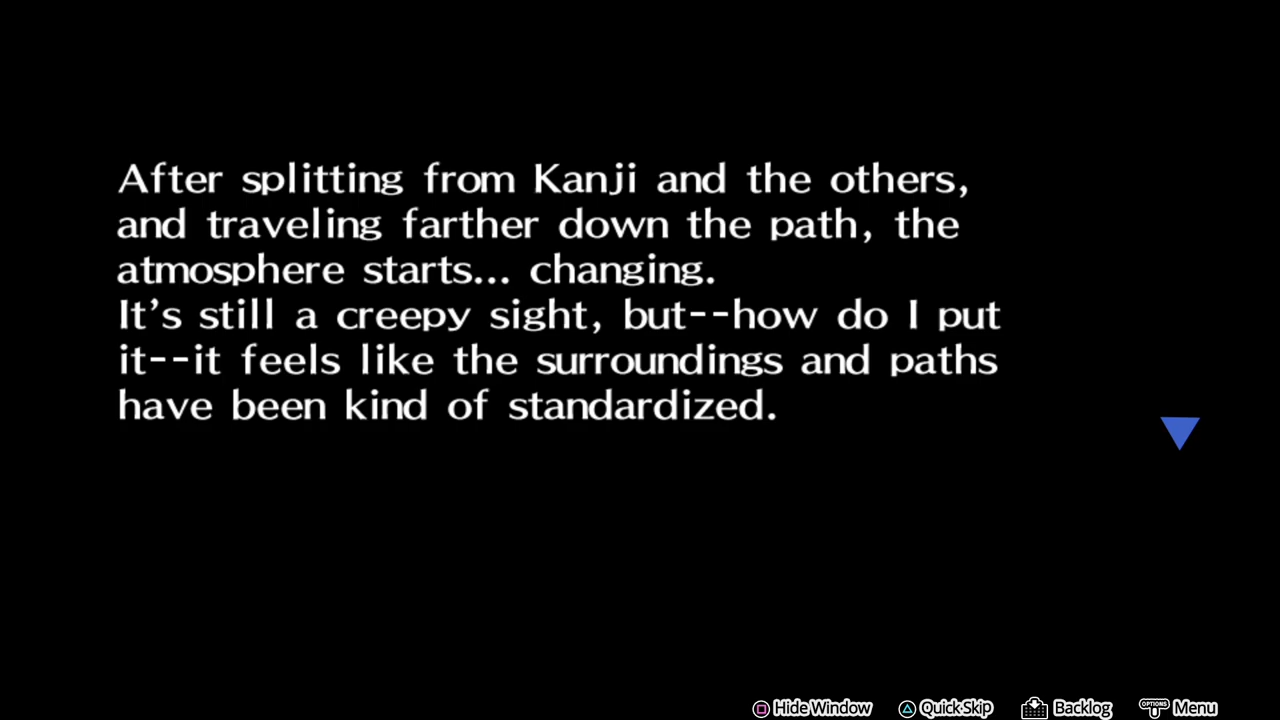 After splitting from Kanji and the others,
and traveling farther down the path, the
atmosphere starts... changing.
It's still a creepy sight, but--how do I put
it--it feels like the surroundings and paths
have been kind of standardized.
Hide Window Quick Skip Backlog OPTIONS Menu